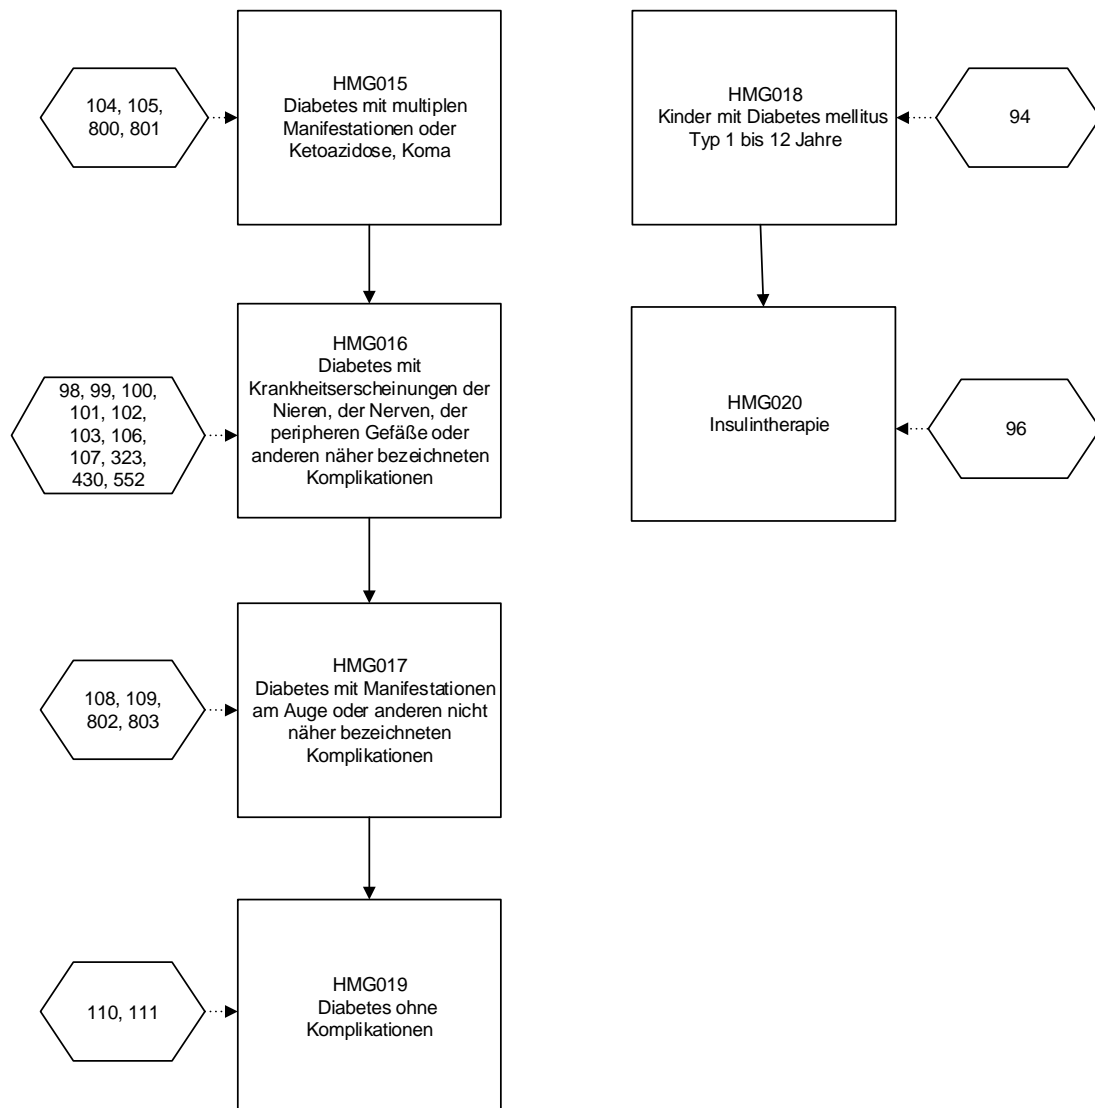 104, 105,
800, 801
HMG015
Diabetes mit multiplen
Manifestationen oder
Ketoazidose, Koma
HMG018
Kinder mit Diabetes mellitus
Typ 1 bis 12 Jahre
94
98, 99, 100,
101, 102,
103, 106,
107, 323,
430, 552
HMG016
Diabetes mit
Krankheitserscheinungen der
Nieren, der Nerven, der
peripheren Gefäße oder
anderen näher bezeichneten
Komplikationen
HMG020
Insulintherapie
96
108, 109,
802, 803
HMG017
Diabetes mit Manifestationen
am Auge oder anderen nicht
näher bezeichneten
Komplikationen
110, 111
HMG019
Diabetes ohne
Komplikationen